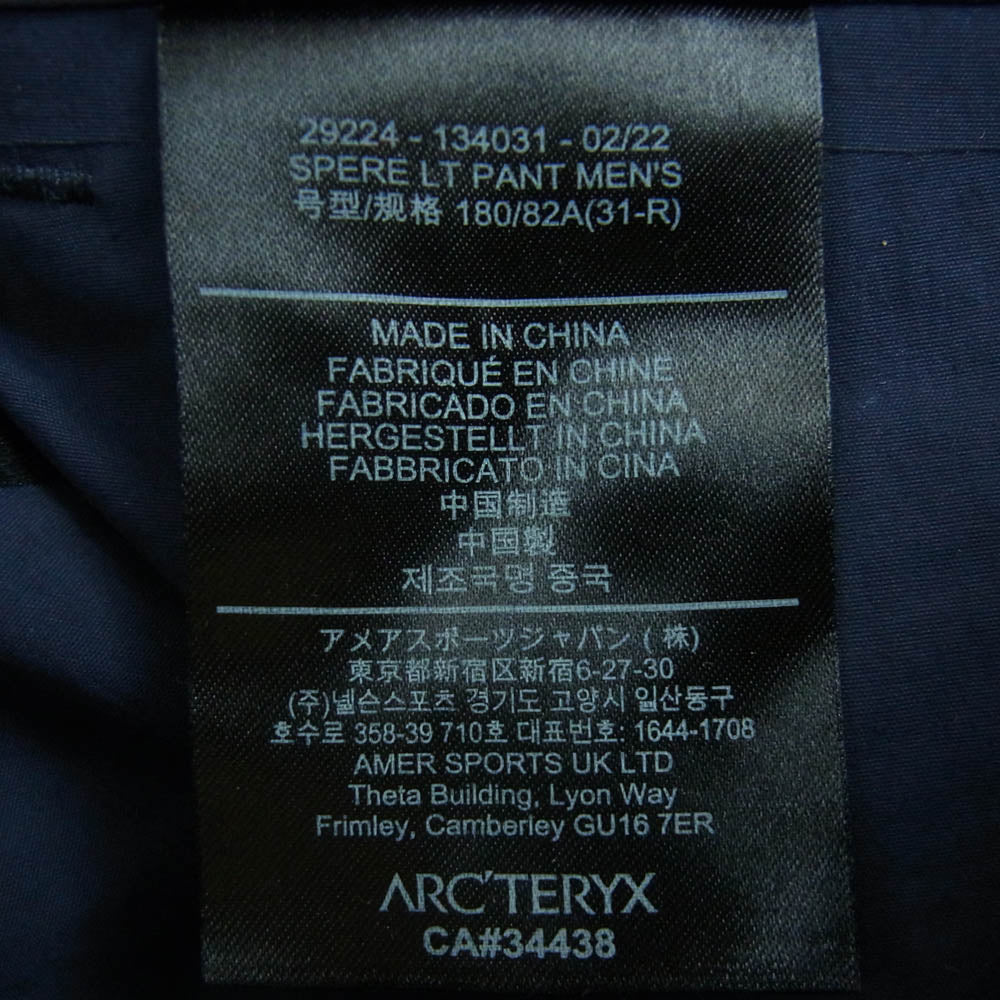 29224 - 134031 - 02/22
SPERE LT PANT MEN'S
号型/规格 180/82A(31-R)
MADE IN CHINA
FABRIQUÉ EN CHINE
FABRICADO EN CHINA
HERGESTELLT IN CHINA
FABBRICATO IN CINA
中国制造
中国製
제조국명 중국
アメアスポーツジャパン ( 株)
東京都新宿区新宿6-27-30
(주)넬슨스포츠 경기도 고양시 일산동구
호수로 358-39 710호 대표번호: 1644-1708
AMER SPORTS UK LTD
Theta Building, Lyon Way
Frimley, Camberley GU16 7ER
ARC'TERYX
CA#34438